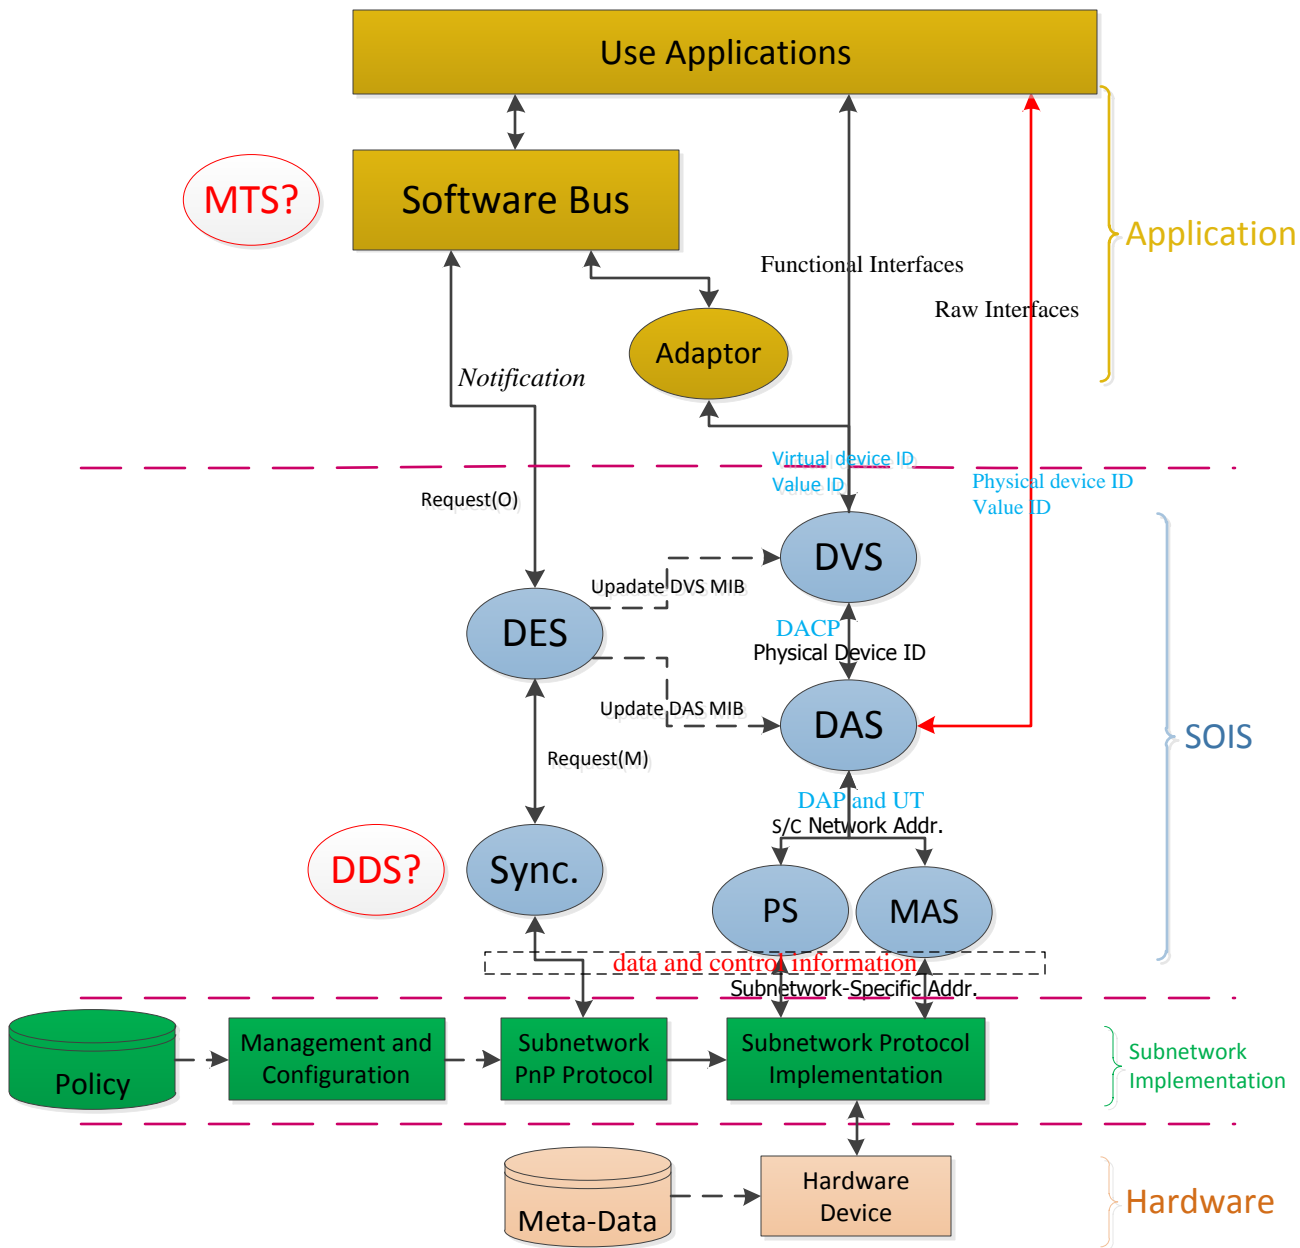 Use Applications
MTS?
Software Bus
Application
Functional Interfaces
Raw Interfaces
Adaptor
Notification
Virtual device ID
Value ID
Physical device ID
Value ID
Request(O)
DVS
Upadate DVS MIB
DES
DACP
Physical Device ID
Update DAS MIB
DAS
SOIS
Request(M)
DAP and UT
s/c Network Addr.
DDS?
Sync.
PS
MAS
data and control information
Subnetwork-Specific Addr.
Policy
Management and
Configuration
Subnetwork
PnP Protocol
Subnetwork Protocol
Implementation
Subnetwork
Implementation
Meta-Data
Hardware
Device
Hardware